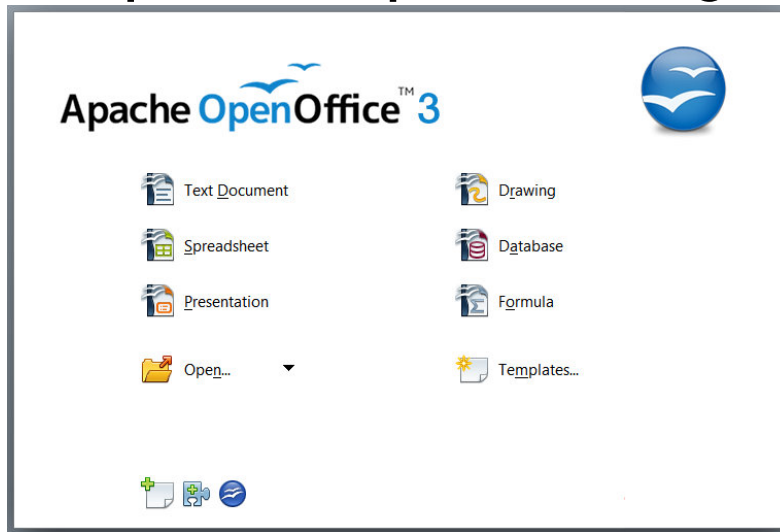 Apache OpenOffice™ 3
Text Document
Drawing
Spreadsheet
Database
Presentation
Formula
Open...
Templates...